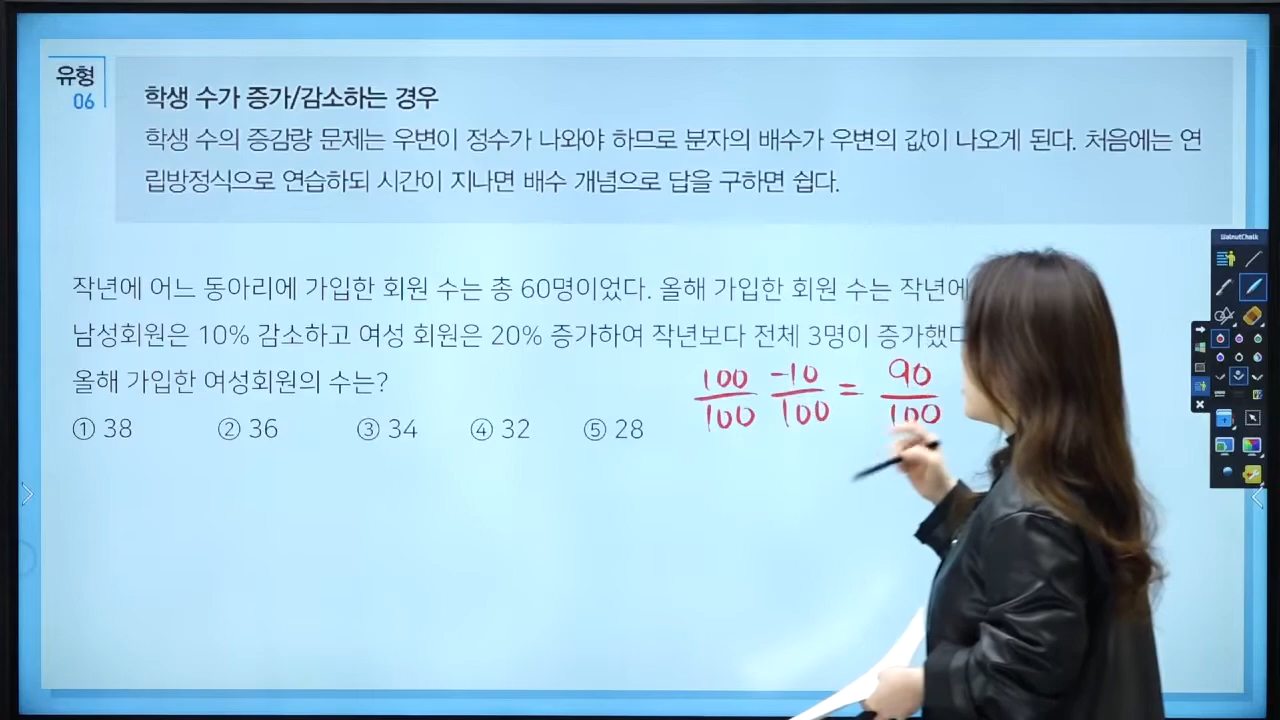 유형
06
학생 수가 증가/감소하는 경우
학생 수의 증감량 문제는 우변이 정수가 나와야 하므로 분자의 배수가 우변의 값이 나오게 된다. 처음에는 연
립방정식으로 연습하되 시간이 지나면 배수 개념으로 답을 구하면 쉽다.
작년에 어느 동아리에 가입한 회원 수는 총 60명이었다. 올해 가입한 회원 수는 작년에
남성회원은 10% 감소하고 여성 회원은 20% 증가하여 작년보다 전체 3명이 증가했다
올해 가입한 여성회원의 수는?
100/100 -10/100 = 90/100
① 38 ② 36 ③ 34 ④ 32 ⑤ 28
WalnutChalk